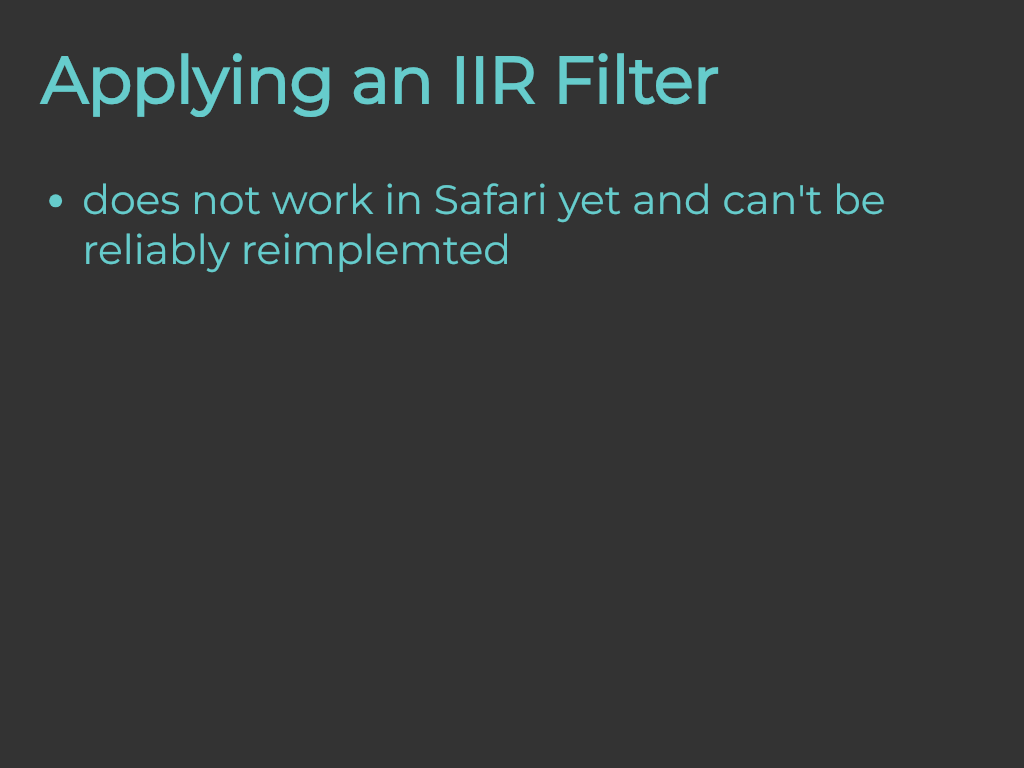 Applying an IIR Filter
• does not work in Safari yet and can't be
reliably reimplemted